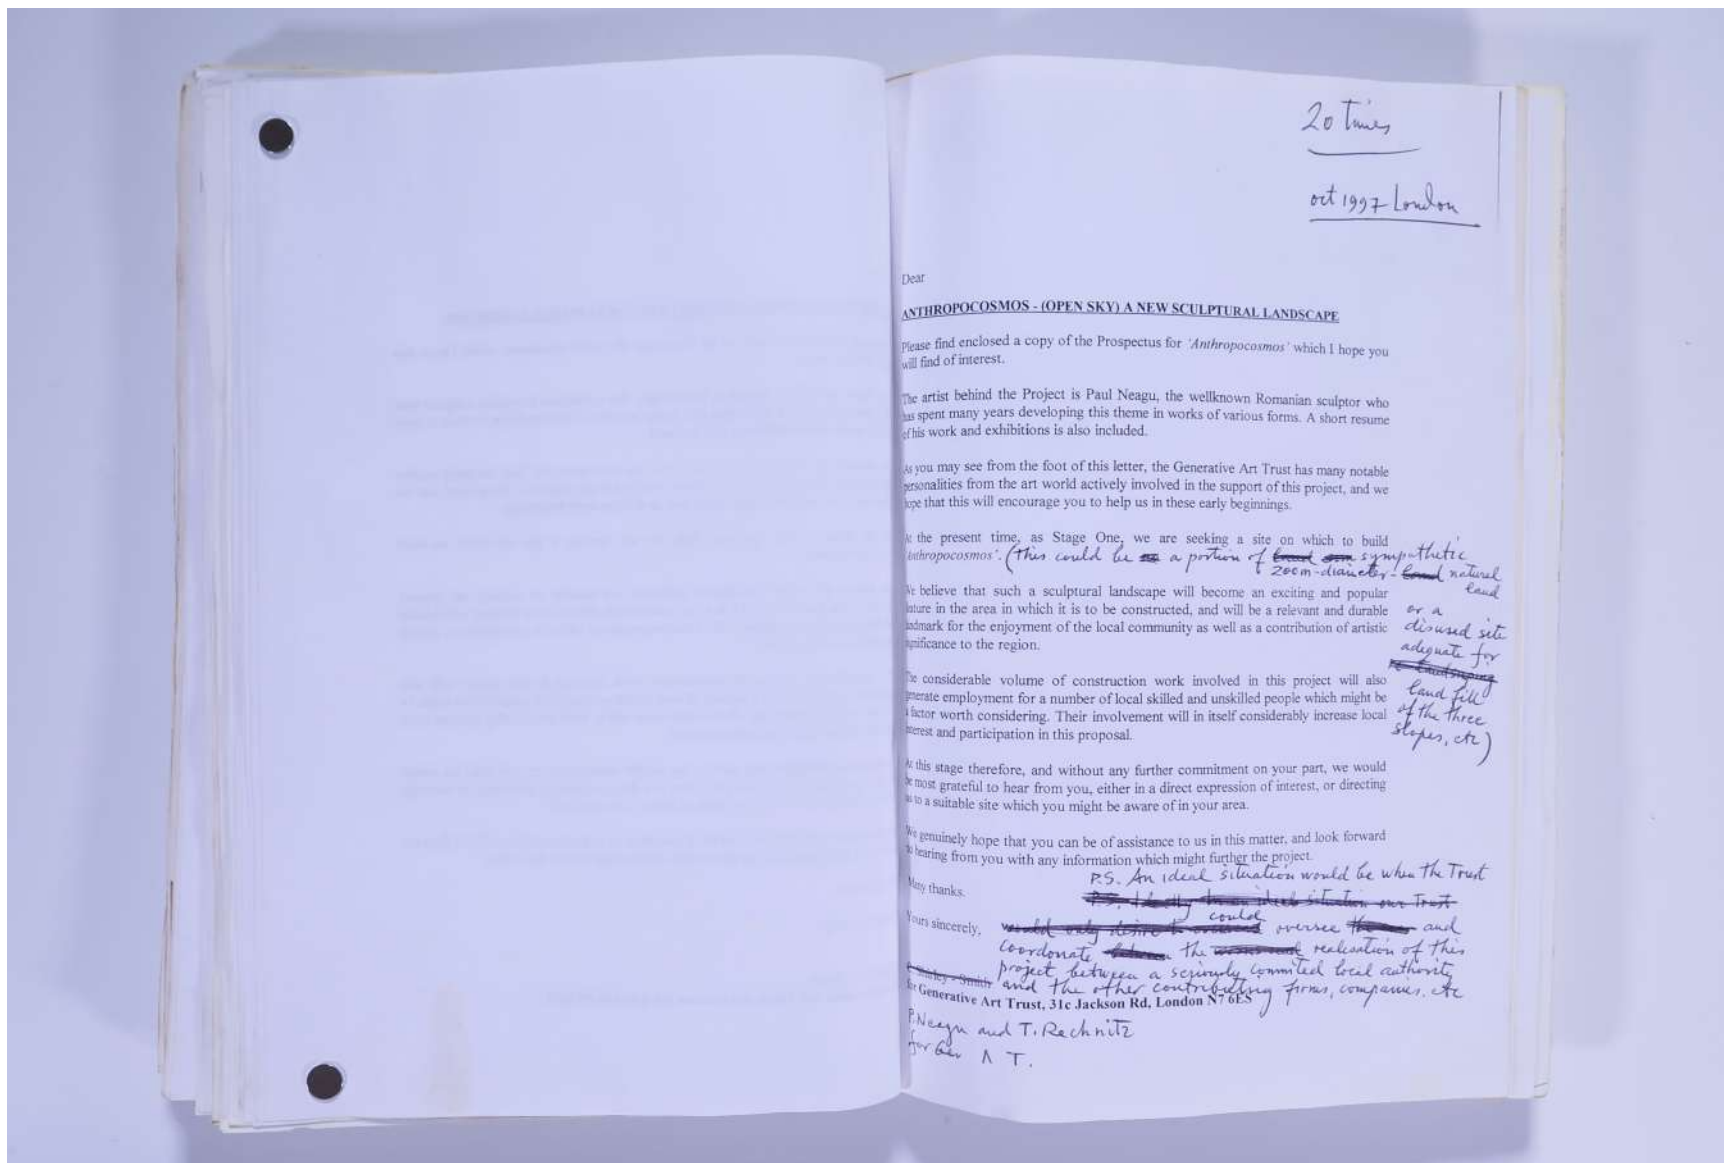 20 Times
oct 1997 London
Dear
ANTHROPOCOSMOS - (OPEN SKY) A NEW SCULPTURAL LANDSCAPE
Please find enclosed a copy of the Prospectus for 'Anthropocosmos' which I hope you
will find of interest.
The artist behind the Project is Paul Neagu, the wellknown Romanian sculptor who
has spent many years developing this theme in works of various forms. A short resume
of his work and exhibitions is also included.
As you may see from the foot of this letter, the Generative Art Trust has many notable
personalities from the art world actively involved in the support of this project, and we
hope that this will encourage you to help us in these early beginnings.
At the present time, as Stage One, we are seeking a site on which to build
'Anthropocosmos'. (this could be a portion of sympathetic
200m-diameter - natural
land
or a
disused site
adequate for
land fill
of the three
slopes, etc)
We believe that such a sculptural landscape will become an exciting and popular
feature in the area in which it is to be constructed, and will be a relevant and durable
landmark for the enjoyment of the local community as well as a contribution of artistic
significance to the region.
The considerable volume of construction work involved in this project will also
generate employment for a number of local skilled and unskilled people which might be
a factor worth considering. Their involvement will in itself considerably increase local
interest and participation in this proposal.
At this stage therefore, and without any further commitment on your part, we would
be most grateful to hear from you, either in a direct expression of interest, or directing
us to a suitable site which you might be aware of in your area.
We genuinely hope that you can be of assistance to us in this matter, and look forward
to hearing from you with any information which might further the project.
Many thanks.
Yours sincerely,
P.S. An ideal situation would be when the Trust
could
oversee and
coordonate the realisation of this
project between a seriously commited local authority
and the other contributing firms, companies, etc
for Generative Art Trust, 31c Jackson Rd, London N7 6ES
P. Neagu and T. Rechnitz
for Gen A T.